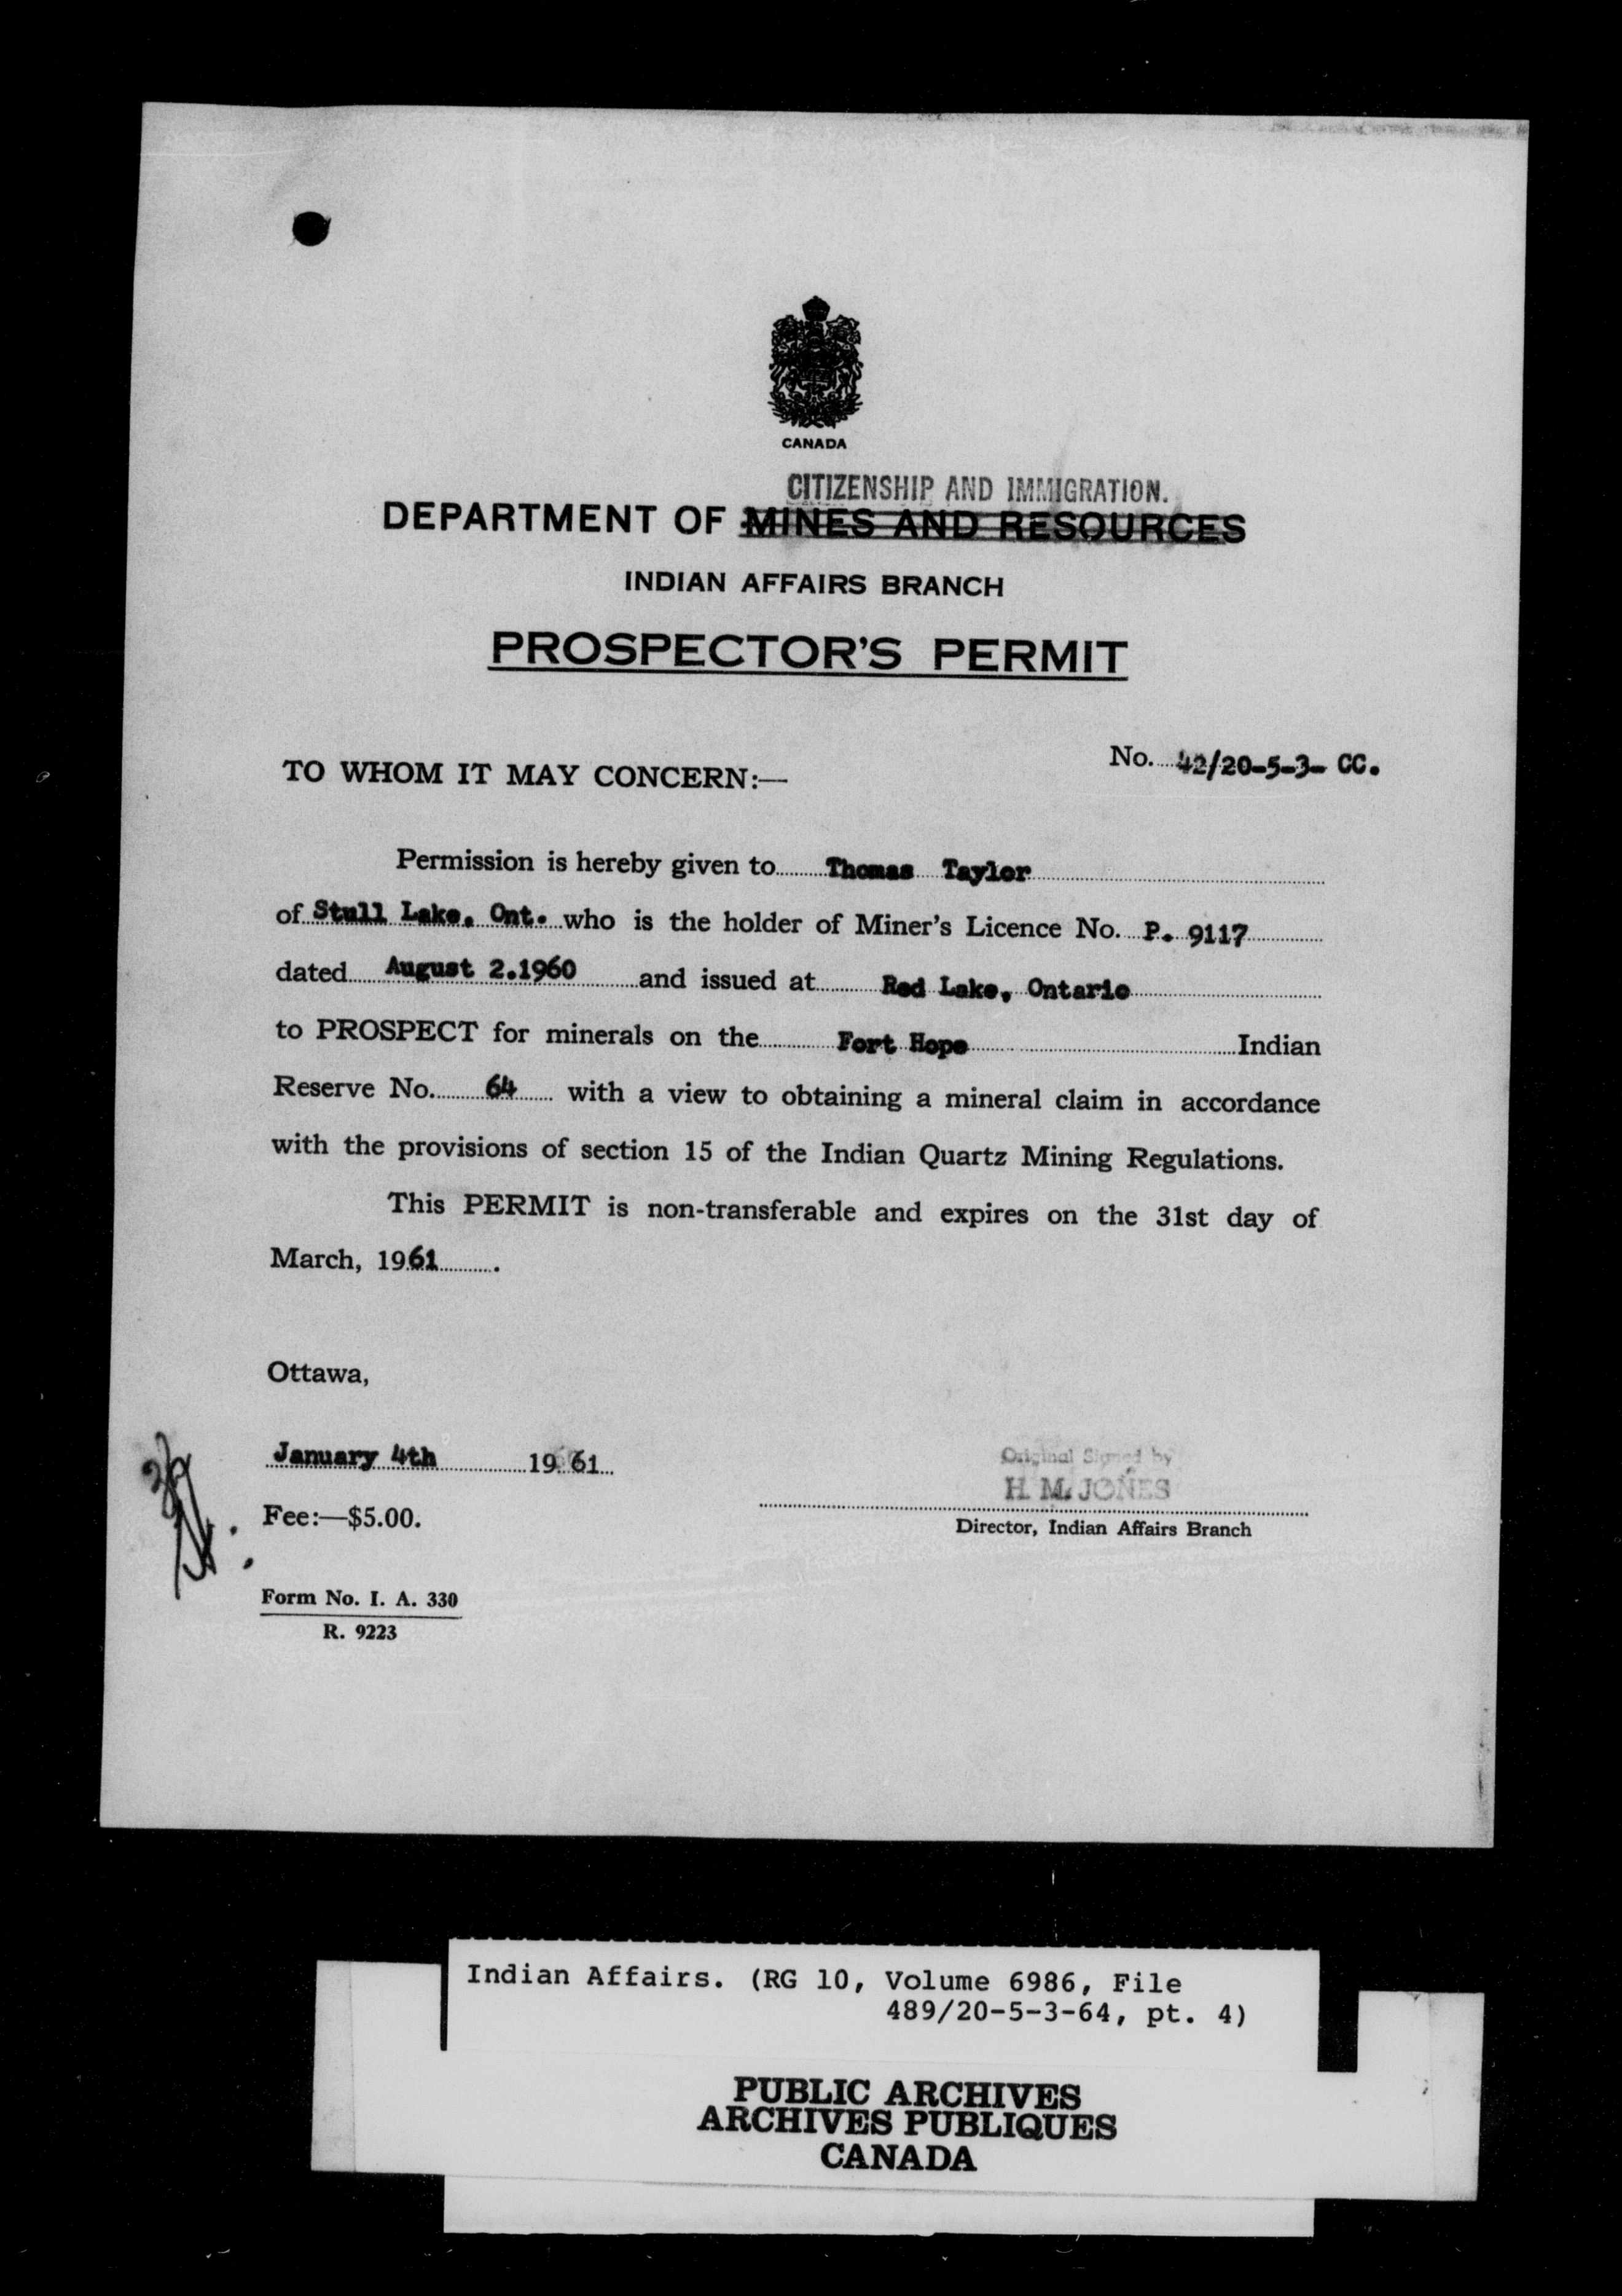 CANADA
CITIZENSHIP AND IMMIGRATION.
DEPARTMENT OF MINES AND RESOURCES
INDIAN AFFAIRS BRANCH
PROSPECTOR'S PERMIT
No. 42/20-5-3- CC.
TO WHOM IT MAY CONCERN:—
Permission is hereby given to Thomas Taylor
of Stull Lake, Ont. who is the holder of Miner's Licence No. P. 9117
dated August 2.1960 and issued at Red Lake, Ontario
to PROSPECT for minerals on the Fort Hope Indian
Reserve No. 64 with a view to obtaining a mineral claim in accordance
with the provisions of section 15 of the Indian Quartz Mining Regulations.
This PERMIT is non-transferable and expires on the 31st day of
March, 1961.
Ottawa,
January 4th 1961
Original Signed by
H. M. JONES
Fee:—$5.00.
Director, Indian Affairs Branch
Form No. I. A. 330
R. 9223
Indian Affairs. (RG 10, Volume 6986, File
489/20-5-3-64, pt. 4)
PUBLIC ARCHIVES
ARCHIVES PUBLIQUES
CANADA